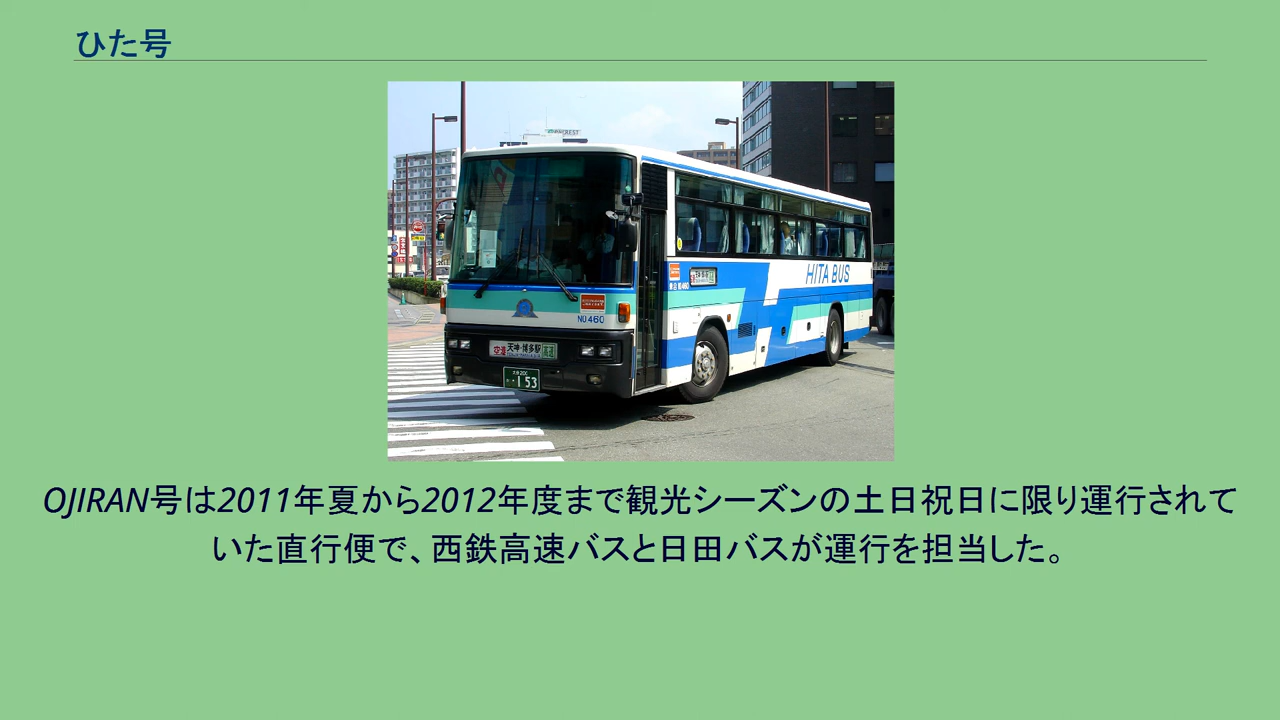 ひた号
HITA BUS
NO.460
天神・博多駅
153
OJIRAN号は2011年夏から2012年度まで観光シーズンの土日祝日に限り運行されて
いた直行便で、西鉄高速バスと日田バスが運行を担当した。